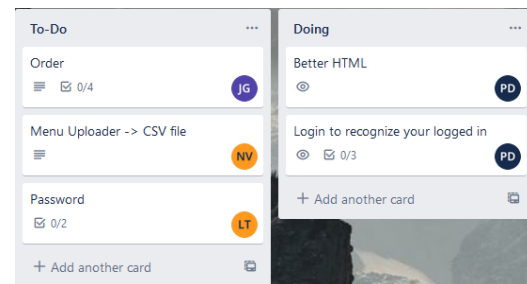 To-Do
Order
0/4
JG
Menu Uploader -> CSV file
NV
Password
0/2
LT
+ Add another card
Doing
Better HTML
PD
Login to recognize your logged in
0/3
PD
+ Add another card